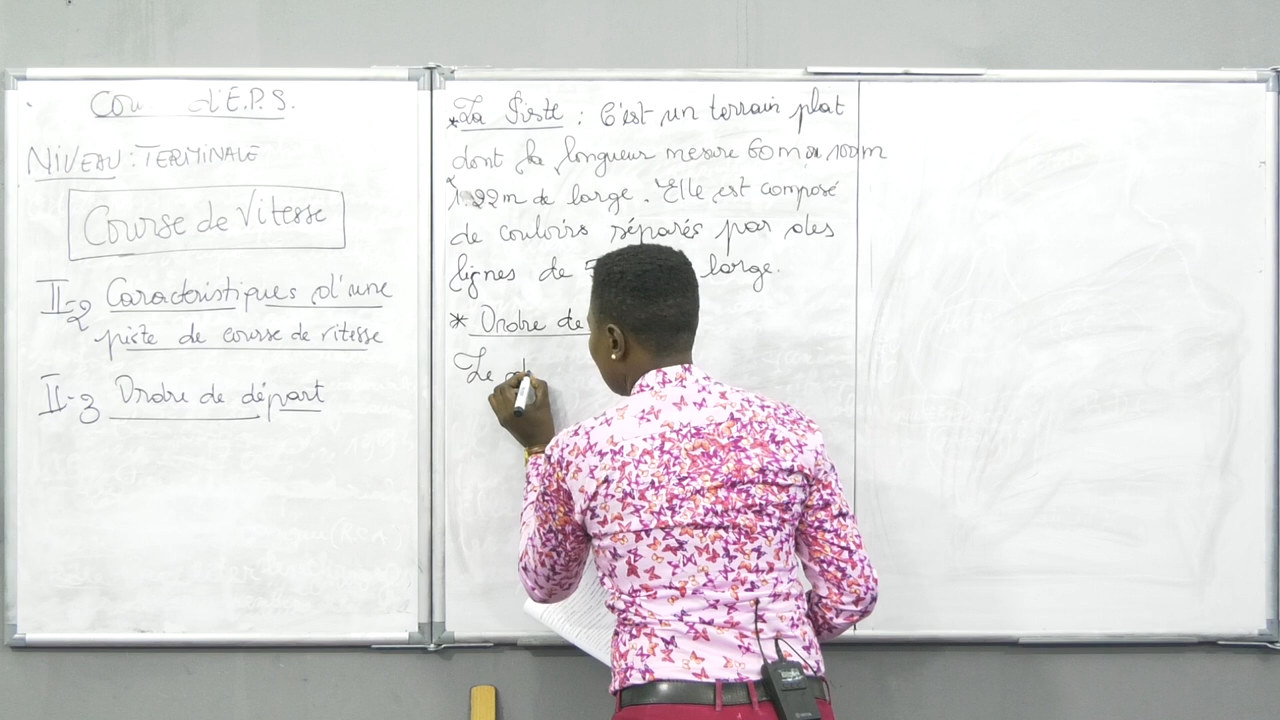 Cou d'E.P.S.
NIVEAU : TERMINALE
Course de Vitesse
II-2 Caractéristiques d'une
piste de course de vitesse
II-3 Ordre de départ
*La Piste : C'est un terrain plat
dont la longueur mesure 60m ou 100m
1.22m de large. Elle est composé
de couloirs séparés par des
lignes de 5 large.
* Ordre de
Le